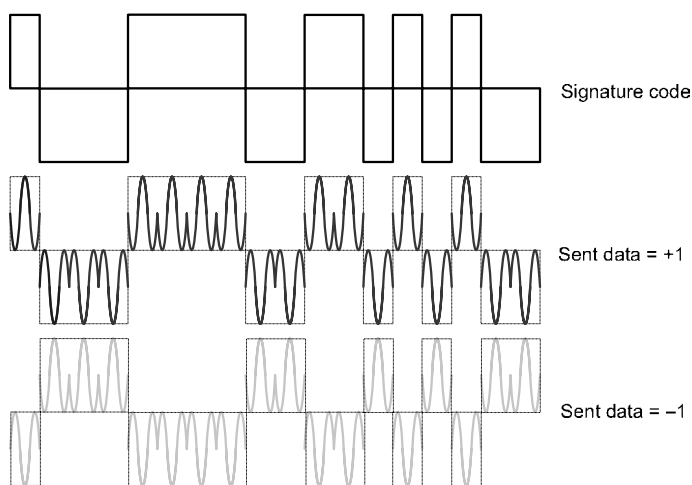 Signature code
Sent data = +1
Sent data = –1